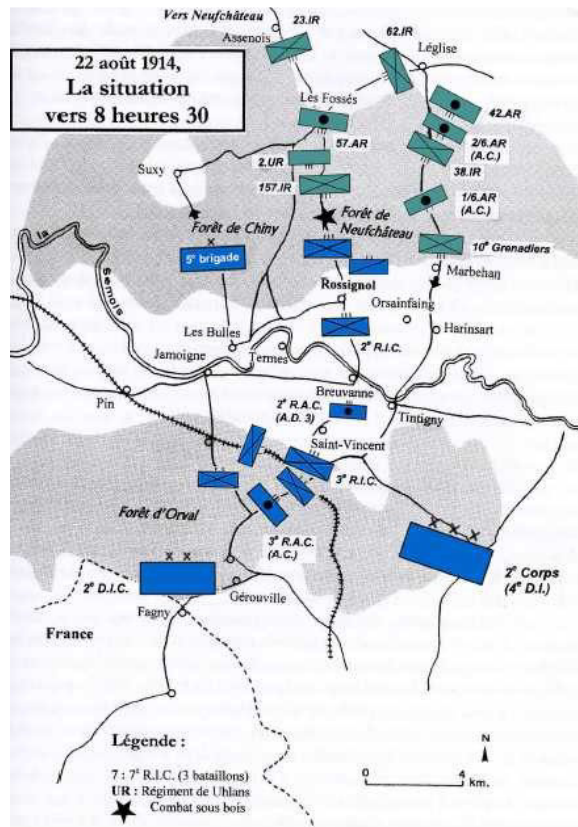 Vers Neufchâteau
22 août 1914,
La situation
vers 8 heures 30
23.IR
Assenois
62.IR
Léglise
Les Fossés
42.AR
57.AR
2/6.AR
(A.C.)
2.UR
38.IR
Suxy
157.IR
1/6.AR
(A.C.)
Forêt de Chiny
Forêt de
Neufchâteau
10e Grenadiers
5e brigade
Marbehan
la
Semois
Rossignol
Orsainfaing
Harinsart
Les Bulles
2e R.I.C.
Jamoigne
Termes
Breuvanne
Pin
2e R.A.C.
(A.D. 3)
Tintigny
Saint-Vincent
3e R.I.C.
Forêt d'Orval
3e R.A.C.
(A.C.)
2e D.I.C.
2e Corps
(4e D.I.)
Gérouville
Fagny
France
Légende :
7 : 7e R.I.C. (3 bataillons)
UR : Régiment de Uhlans
Combat sous bois
N
0 4
km.